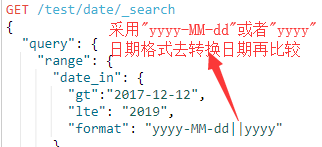 GET /test/date/_search
{
采用"yyyy-MM-dd"或者"yyyy"
"query": {
日期格式去转换日期再比较
"range": {
"date_in": {
"gt":"2017-12-12",
"lte": "2019",
"format": "yyyy-MM-dd||yyyy"
}